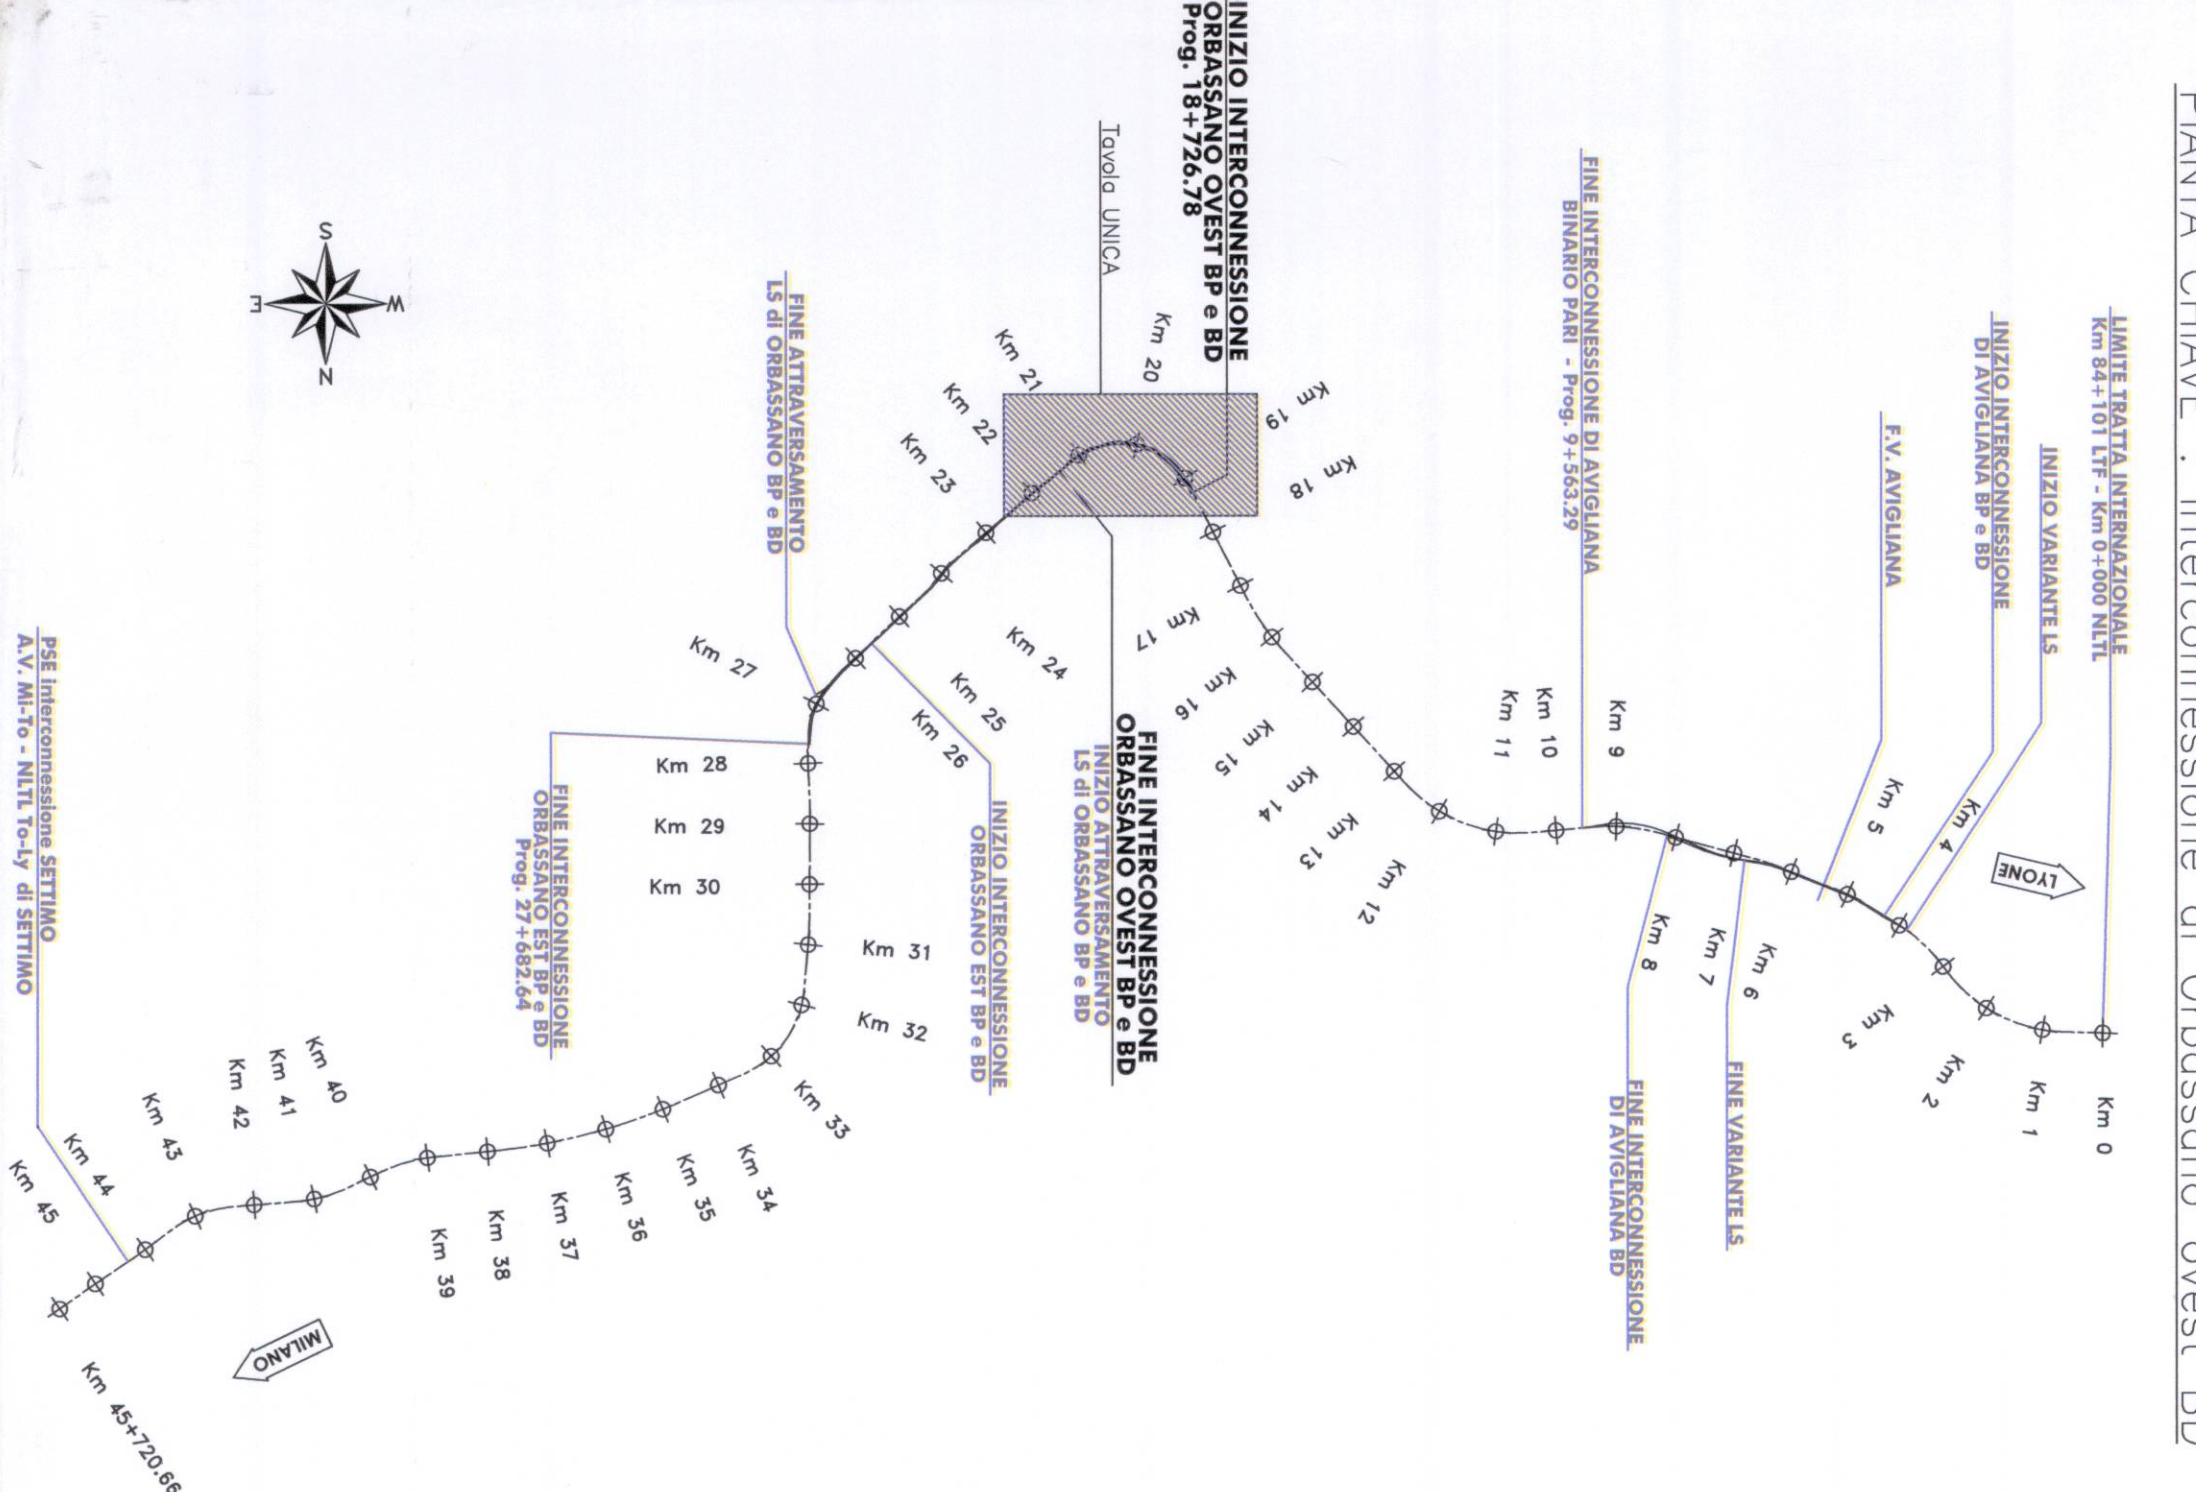 PIANTA CHIAVE : Interconnessione di Orbassano Ovest BD
LIMITE TRATTA INTERNAZIONALE
Km 84+101 LTF - Km 0+000 NLTL
INIZIO VARIANTE LS
INIZIO INTERCONNESSIONE
DI AVIGLIANA BP e BD
F.V. AVIGLIANA
FINE INTERCONNESSIONE DI AVIGLIANA
BINARIO PARI - Prog. 9+563.29
FINE VARIANTE LS
FINE INTERCONNESSIONE
DI AVIGLIANA BD
LYONE
Km 0
Km 1
Km 2
Km 3
Km 4
Km 5
Km 6
Km 7
Km 8
Km 9
Km 10
Km 11
Km 12
Km 13
Km 14
Km 15
Km 16
Km 17
Km 18
Km 19
Km 20
INIZIO INTERCONNESSIONE
ORBASSANO OVEST BP e BD
Prog. 18+726.78
Tavola UNICA
FINE INTERCONNESSIONE
ORBASSANO OVEST BP e BD
INIZIO ATTRAVERSAMENTO
LS di ORBASSANO BP e BD
Km 21
Km 22
Km 23
Km 24
Km 25
Km 26
INIZIO INTERCONNESSIONE
ORBASSANO EST BP e BD
FINE ATTRAVERSAMENTO
LS di ORBASSANO BP e BD
Km 27
Km 28
Km 29
Km 30
FINE INTERCONNESSIONE
ORBASSANO EST BP e BD
Prog. 27+682.64
Km 31
Km 32
Km 33
Km 34
Km 35
Km 36
Km 37
Km 38
Km 39
Km 40
Km 41
Km 42
Km 43
Km 44
Km 45
Km 45+720.66
PSE interconnessione SETTIMO
A.V. Mi-To - NLTL To-Ly di SETTIMO
MILANO
S
W
E
N